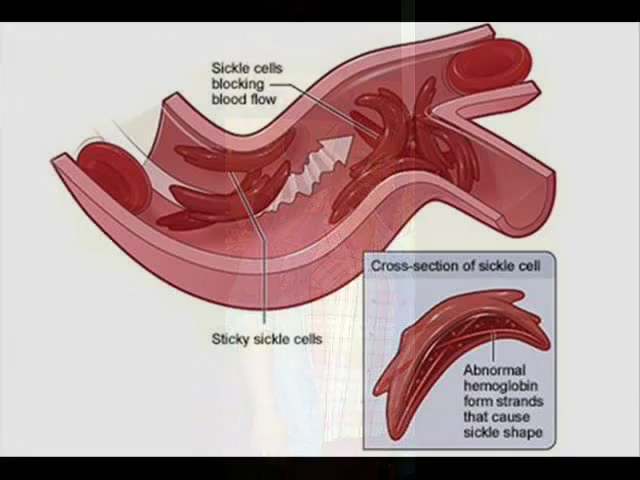 Sickle cells
blocking
blood flow
Sticky sickle cells
Cross-section of sickle cell
Abnormal
hemoglobin
form strands
that cause
sickle shape